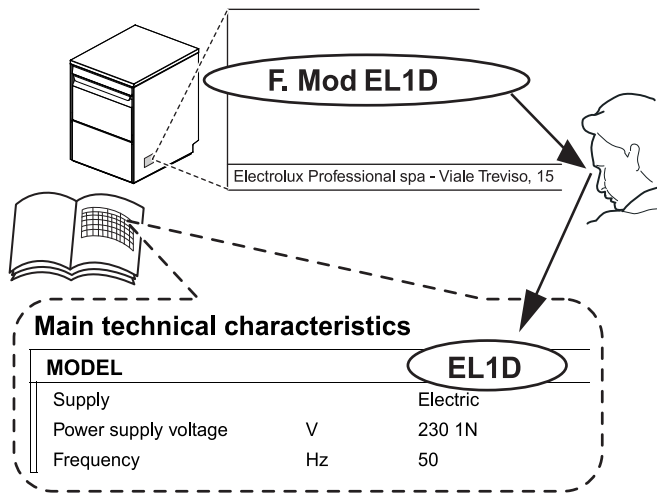 F. Mod EL1D
Electrolux Professional spa - Viale Treviso, 15
Main technical characteristics
MODEL EL1D
Supply Electric
Power supply voltage V 230 1N
Frequency Hz 50